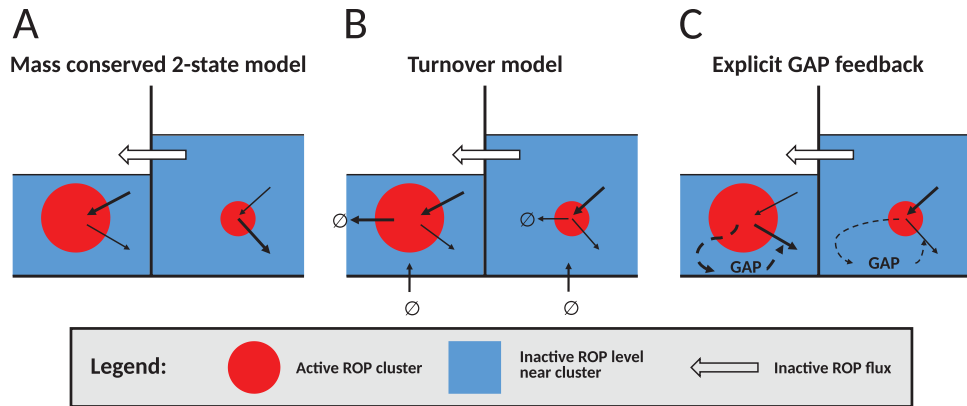 A B C
Mass conserved 2-state model Turnover model Explicit GAP feedback
∅ ∅
GAP GAP
∅ ∅
Legend: Active ROP cluster Inactive ROP level Inactive ROP flux
near cluster